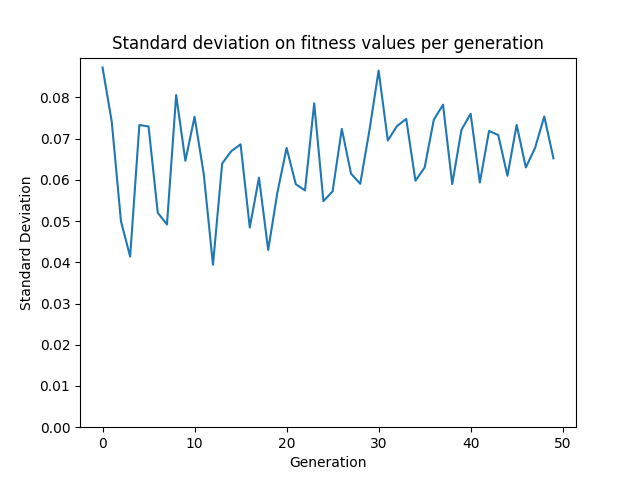 Standard deviation on fitness values per generation
Standard Deviation
0.08
0.07
0.06
0.05
0.04
0.03
0.02
0.01
0.00
0 10 20 30 40 50
Generation